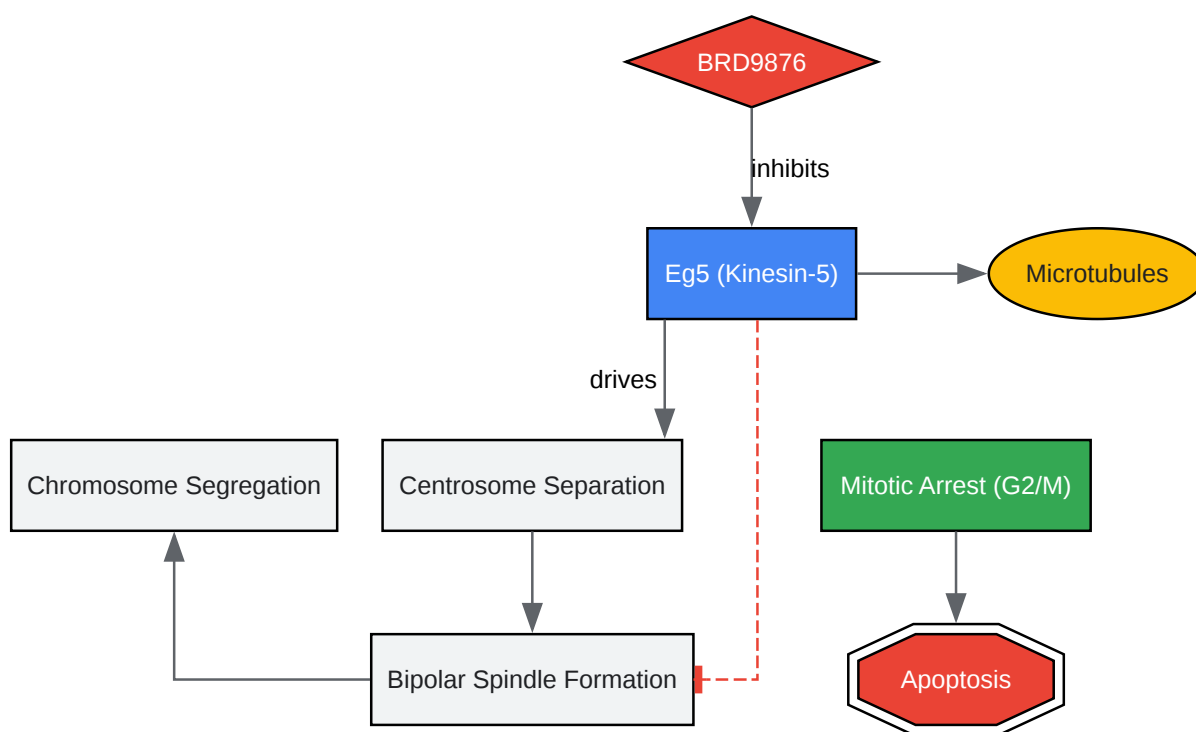 BRD9876
inhibits
Eg5 (Kinesin-5)
Microtubules
drives
Chromosome Segregation
Centrosome Separation
Mitotic Arrest (G2/M)
Bipolar Spindle Formation
Apoptosis